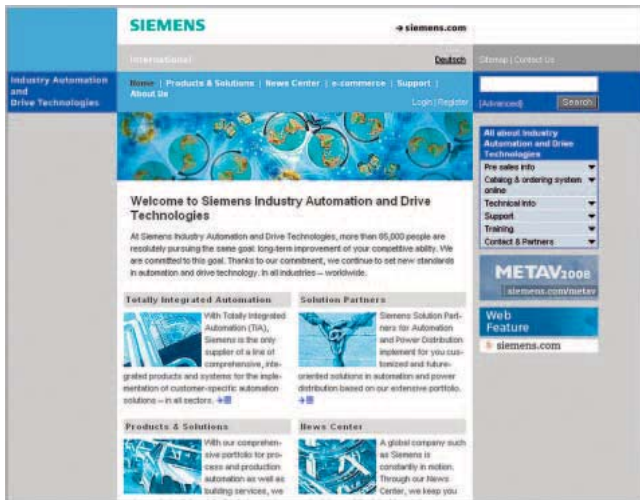 SIEMENS
→ siemens.com
International
Deutsch
Sitemap | Contact Us
Industry Automation
and
Drive Technologies
Home | Products & Solutions | News Center | e-commerce | Support |
About Us
Login | Register
[Advanced]
Search
All about Industry
Automation and Drive
Technologies
Pre sales info
Catalog & ordering system
online
Technical Info
Support
Training
Contact & Partners
METAV2008
siemens.com/metav
Web
Feature
siemens.com
Welcome to Siemens Industry Automation and Drive
Technologies
At Siemens Industry Automation and Drive Technologies, more than 65,000 people are
resolutely pursuing the same goal: long-term improvement of your competitive ability. We
are committed to this goal. Thanks to our commitment, we continue to set new standards
in automation and drive technology. In all industries – worldwide.
Totally Integrated Automation
With Totally Integrated
Automation (TIA),
Siemens is the only
supplier of a line of
comprehensive, inte-
grated products and systems for the imple-
mentation of customer-specific automation
solutions – in all sectors. →
Solution Partners
Siemens Solution Part-
ners for Automation
and Power Distribution
implement for you cus-
tomized and future-
oriented solutions in automation and power
distribution based on our extensive portfolio.
→
Products & Solutions
With our comprehen-
sive portfolio for pro-
cess and production
automation as well as
building services, we
News Center
A global company such
as Siemens is
constantly in motion.
Through our News
Center, we keep you